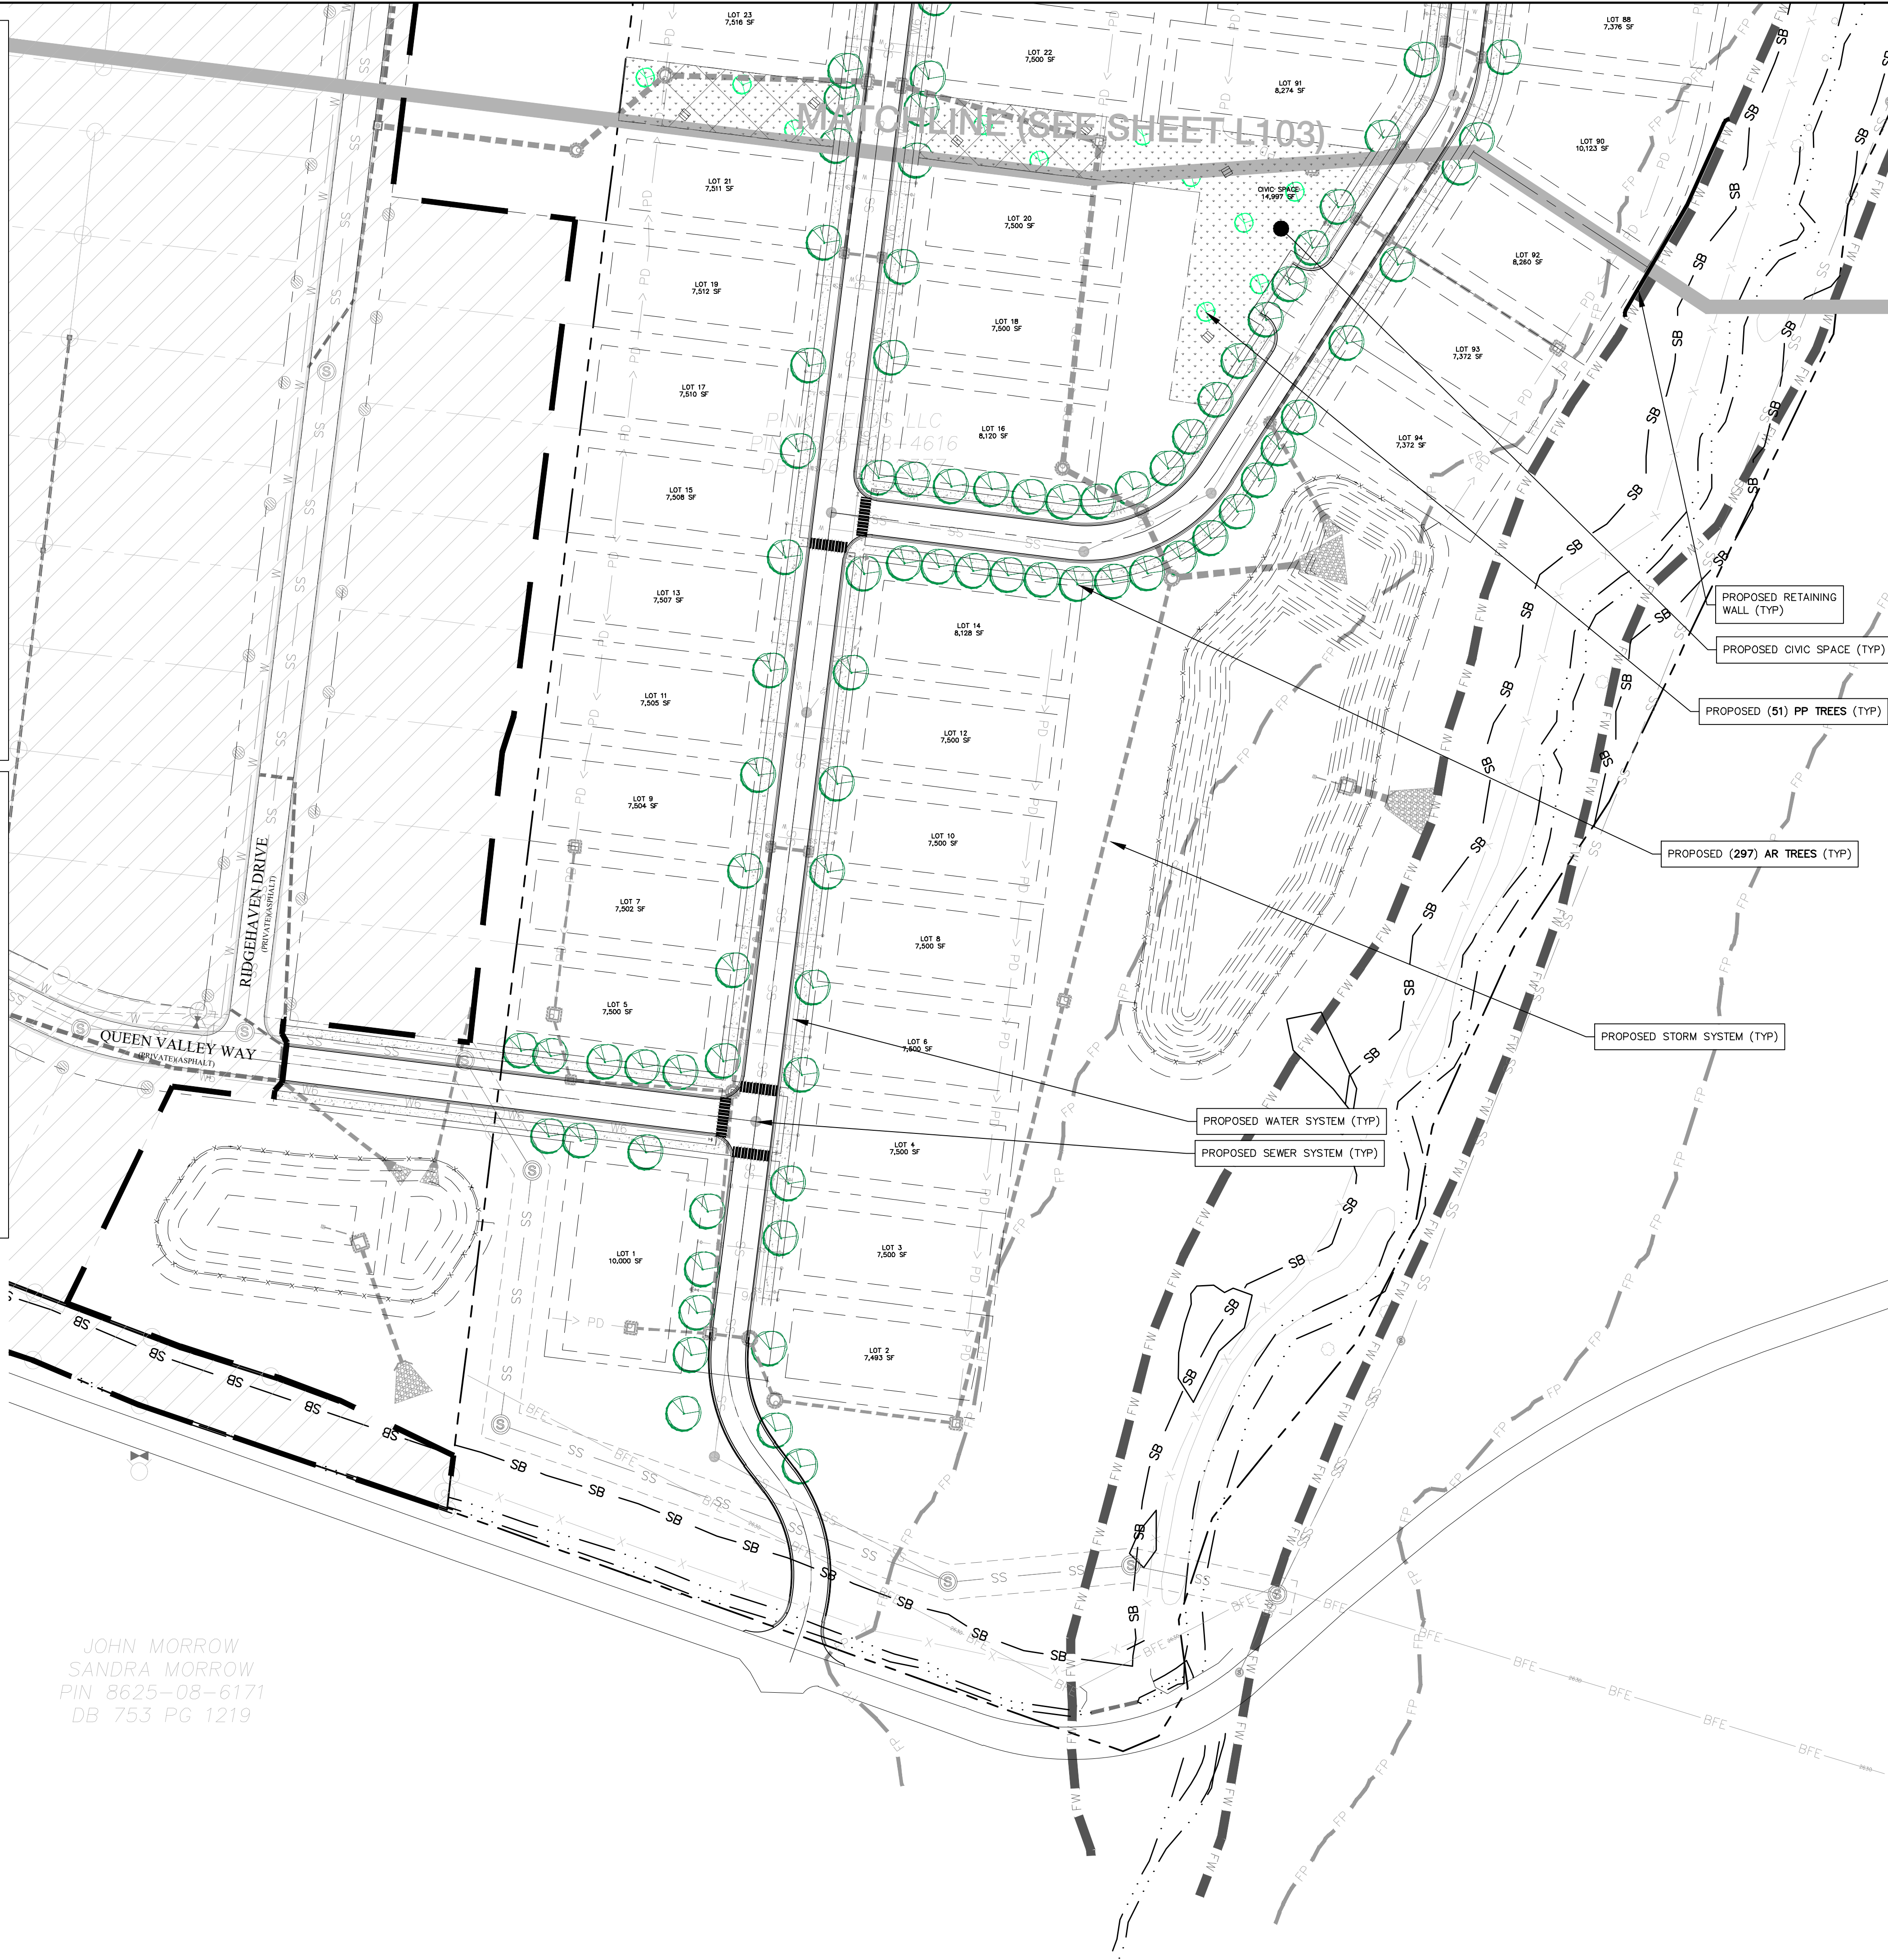 LOT 23
7,516 SF
LOT 22
7,500 SF
LOT 91
8,274 SF
LOT 88
7,376 SF
LOT 90
10,123 SF
MATCHLINE (SEE SHEET L103)
LOT 21
7,511 SF
LOT 20
7,500 SF
CIVIC SPACE
14,997 SF
LOT 92
8,260 SF
LOT 19
7,512 SF
LOT 18
7,500 SF
LOT 93
7,372 SF
LOT 17
7,510 SF
LOT 16
8,120 SF
LOT 94
7,372 SF
LOT 15
7,508 SF
LOT 13
7,507 SF
LOT 14
8,128 SF
PROPOSED RETAINING
WALL (TYP)
PROPOSED CIVIC SPACE (TYP)
LOT 11
7,505 SF
LOT 12
7,500 SF
PROPOSED (51) PP TREES (TYP)
LOT 9
7,504 SF
LOT 10
7,500 SF
PROPOSED (297) AR TREES (TYP)
LOT 7
7,502 SF
LOT 8
7,500 SF
RIDGEHAVEN DRIVE
(PRIVATE)(ASPHALT)
LOT 5
7,500 SF
LOT 6
7,500 SF
QUEEN VALLEY WAY
(PRIVATE)(ASPHALT)
PROPOSED STORM SYSTEM (TYP)
PROPOSED WATER SYSTEM (TYP)
PROPOSED SEWER SYSTEM (TYP)
LOT 4
7,500 SF
LOT 1
10,000 SF
LOT 3
7,500 SF
LOT 2
7,493 SF
JOHN MORROW
SANDRA MORROW
PIN 8625-08-6171
DB 753 PG 1219